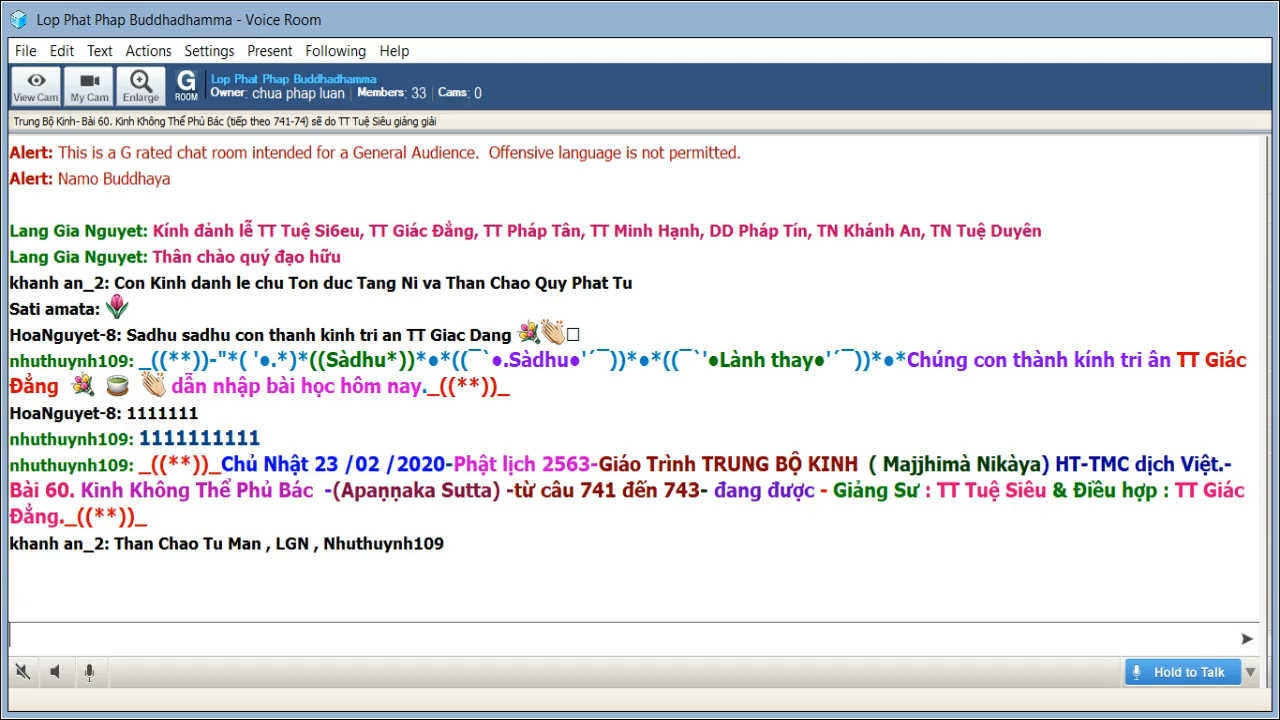 Lop Phat Phap Buddhadhamma - Voice Room
File Edit Text Actions Settings Present Following Help
View Cam My Cam Enlarge G ROOM
Lop Phat Phap Buddhadhamma
Owner: chua phap luan | Members: 33 | Cams: 0
Trung Bộ Kinh- Bài 60. Kinh Không Thể Phủ Bác (tiếp theo 741-74) sẽ do TT Tuệ Siêu giảng giải
Alert: This is a G rated chat room intended for a General Audience. Offensive language is not permitted.
Alert: Namo Buddhaya
Lang Gia Nguyet: Kính đảnh lễ TT Tuệ Si6eu, TT Giác Đẳng, TT Pháp Tân, TT Minh Hạnh, DD Pháp Tín, TN Khánh An, TN Tuệ Duyên
Lang Gia Nguyet: Thân chào quý đạo hữu
khanh an_2: Con Kinh danh le chu Ton duc Tang Ni va Than Chao Quy Phat Tu
Sati amata: 🌷
HoaNguyet-8: Sadhu sadhu con thanh kinh tri an TT Giac Dang 💐👏□
nhuthuynh109: _((**))-"*( '●.*)*((Sàdhu*))*●*((¯`●.Sàdhu●'´¯))*●*((¯`'●Lành thay●'´¯))*●*Chúng con thành kính tri ân TT Giác
Đẳng 💐 🍵 👏 dẫn nhập bài học hôm nay._((**))_
HoaNguyet-8: 1111111
nhuthuynh109: 1111111111
nhuthuynh109: _((**))_Chủ Nhật 23 /02 /2020-Phật lịch 2563-Giáo Trình TRUNG BỘ KINH ( Majjhimà Nikàya) HT-TMC dịch Việt.-
Bài 60. Kinh Không Thể Phủ Bác -(Apaṇṇaka Sutta) -từ câu 741 đến 743- đang được - Giảng Sư : TT Tuệ Siêu & Điều hợp : TT Giác
Đẳng._((**))_
khanh an_2: Than Chao Tu Man , LGN , Nhuthuynh109
Hold to Talk